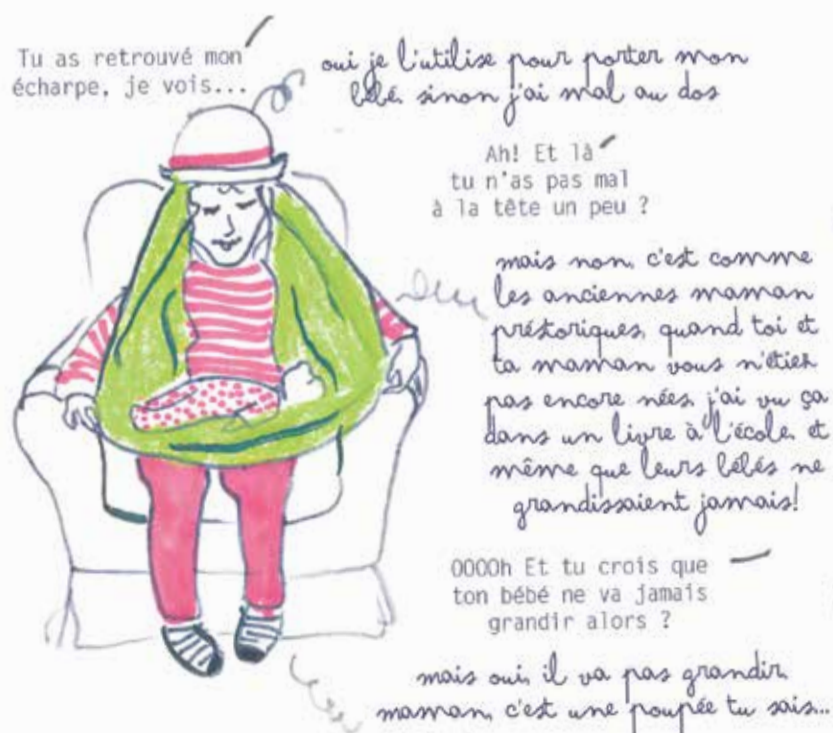 Tu as retrouvé mon
écharpe, je vois...
oui je l'utilise pour porter mon
bébé. sinon j'ai mal au dos
Ah! Et là
tu n'as pas mal
à la tête un peu ?
mais non, c'est comme
les anciennes maman
préstoriques, quand toi et
ta maman vous n'étiez
pas encore nées, j'ai vu ça
dans un livre à l'école. et
même que leurs bébés ne
grandissaient jamais!
OOOOh Et tu crois que
ton bébé ne va jamais
grandir alors ?
mais oui, il va pas grandir,
maman, c'est une poupée tu sais...